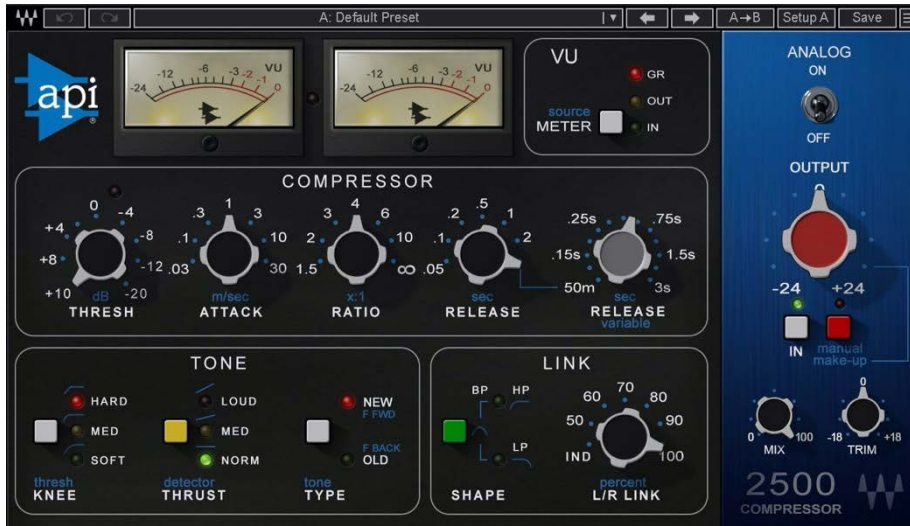 A: Default Preset
A→B
Setup A
Save
api
®
-24 -12 -6 -3 -2 -1 0 VU
-24 -12 -6 -3 -2 -1 0 VU
VU
GR
OUT
IN
source
METER
ANALOG
ON
OFF
OUTPUT
0
-24 +24
IN
manual
make-up
COMPRESSOR
+10 +8 +4 0 -4 -8 -12 -20
dB
THRESH
.03 .1 .3 1 3 10 30
m/sec
ATTACK
1.5 2 3 4 6 10 ∞
x:1
RATIO
.05 .1 .2 .5 1 2
sec
RELEASE
50m .15s .25s .75s 1.5s 3s
sec
RELEASE
variable
TONE
HARD
MED
SOFT
thresh
KNEE
LOUD
MED
NORM
detector
THRUST
NEW
F FWD
F BACK
OLD
tone
TYPE
LINK
BP HP
LP
SHAPE
IND 50 60 70 80 90 100
percent
L/R LINK
0 100
MIX
0
-18 +18
TRIM
2500
COMPRESSOR